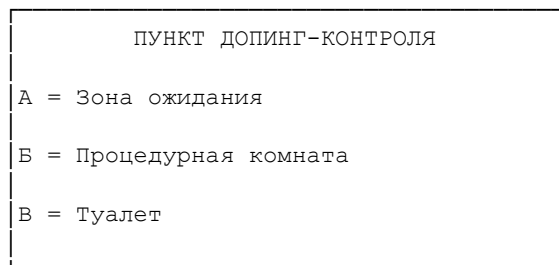 ПУНКТ ДОПИНГ-КОНТРОЛЯ
А = Зона ожидания
Б = Процедурная комната
В = Туалет